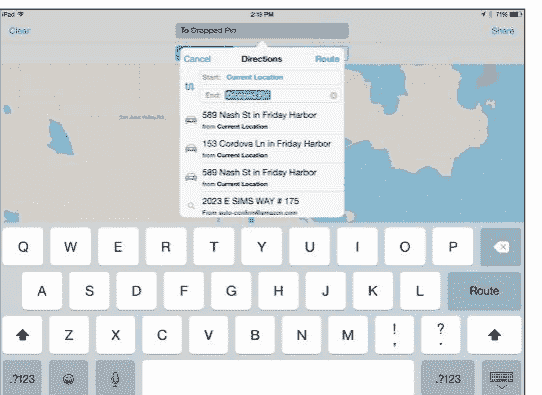 iPad 2:19 PM 71%
Clear To Dropped Pin Share
Cancel Directions Route
Start: Current Location
End:
589 Nash St in Friday Harbor
from Current Location
153 Cordova Ln in Friday Harbor
from Current Location
589 Nash St in Friday Harbor
from Current Location
2023 E SIMS WAY # 175
From auto-confirm@amazon.com
Q W E R T Y U I O P
A S D F G H J K L Route
Z X C V B N M ! , ? .
.?123 .?123